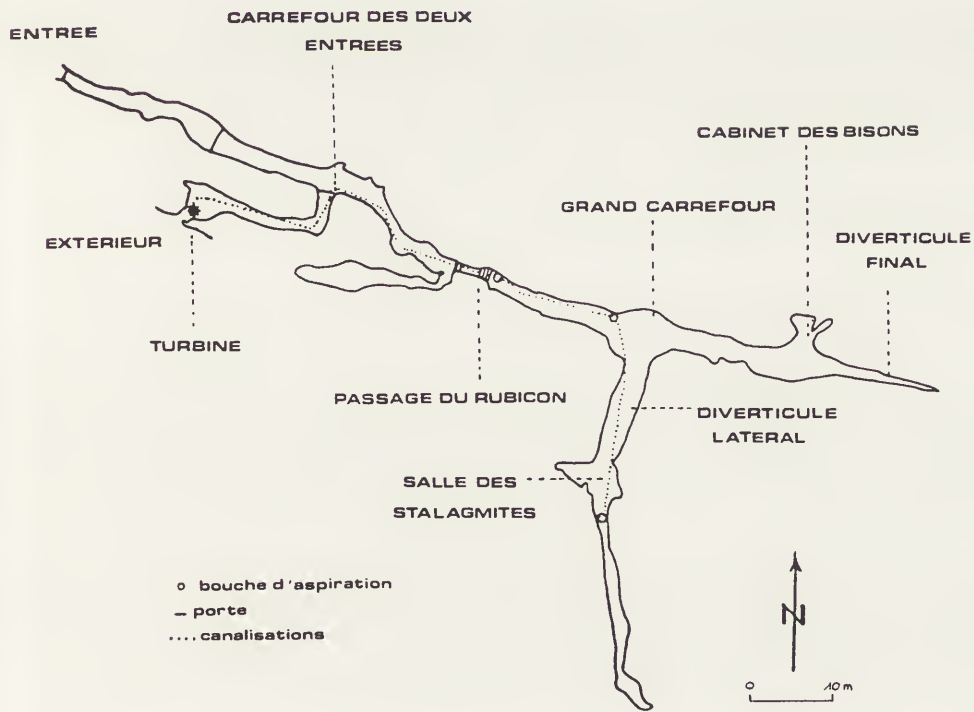 ENTREE
CARREFOUR DES DEUX
ENTREES
CABINET DES BISONS
GRAND CARREFOUR
DIVERTICULE
FINAL
EXTERIEUR
TURBINE
PASSAGE DU RUBICON
DIVERTICULE
LATERAL
SALLE DES
STALAGMITES
o bouche d'aspiration
– porte
.... canalisations
N
0 10 m